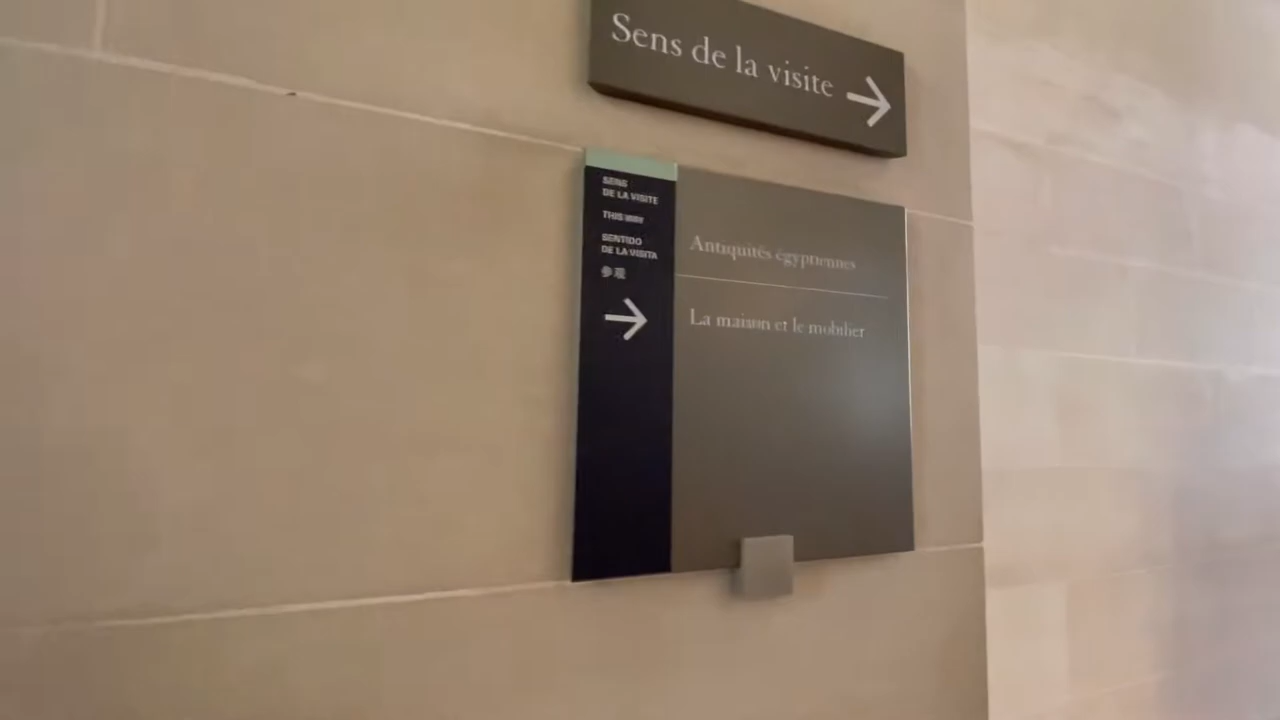 Sens de la visite →
SENS
DE LA VISITE
THIS WAY
SENTIDO
DE LA VISITA
参观
→
Antiquités égyptiennes
La maison et le mobilier